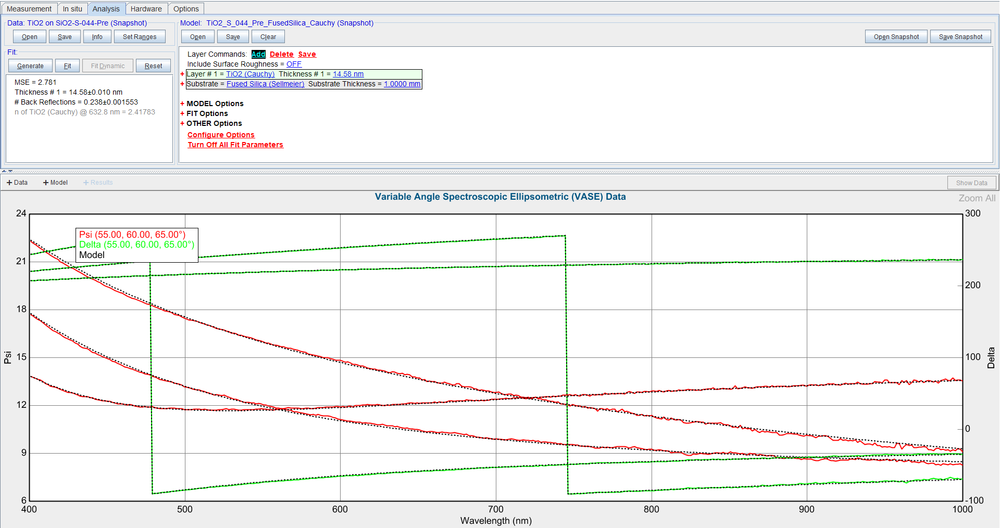 Measurement In situ Analysis Hardware Options
Data: TiO2 on SiO2-S-044-Pre (Snapshot)
Open Save Info Set Ranges
Fit:
Generate Fit Fit Dynamic Reset
MSE = 2.781
Thickness # 1 = 14.58±0.010 nm
# Back Reflections = 0.238±0.001553
n of TiO2 (Cauchy) @ 632.8 nm = 2.41783
Model: TiO2_S_044_Pre_FusedSilica_Cauchy (Snapshot)
Open Save Clear Open Snapshot Save Snapshot
Layer Commands: Add Delete Save
Include Surface Roughness = OFF
+ Layer # 1 = TiO2 (Cauchy) Thickness # 1 = 14.58 nm
+ Substrate = Fused Silica (Sellmeier) Substrate Thickness = 1.0000 mm
+ MODEL Options
+ FIT Options
+ OTHER Options
Configure Options
Turn Off All Fit Parameters
+ Data + Model + Results Show Data
Variable Angle Spectroscopic Ellipsometric (VASE) Data
Zoom All
Psi (55.00, 60.00, 65.00°)
Delta (55.00, 60.00, 65.00°)
Model
24
21
18
15
12
9
6
Psi
300
200
100
0
-100
Delta
400 500 600 700 800 900 1000
Wavelength (nm)